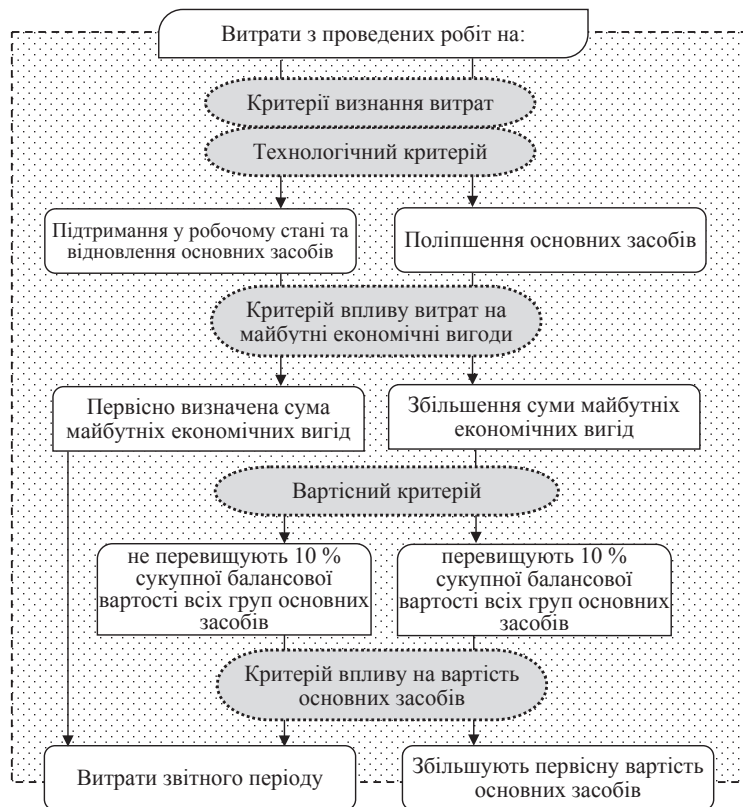 Витрати з проведених робіт на:
Критерії визнання витрат
Технологічний критерій
Підтримання у робочому стані та
відновлення основних засобів
Поліпшення основних засобів
Критерій впливу витрат на
майбутні економічні вигоди
Первісно визначена сума
майбутніх економічних вигід
Збільшення суми майбутніх
економічних вигід
Вартісний критерій
не перевищують 10 %
сукупної балансової
вартості всіх груп основних
засобів
перевищують 10 %
сукупної балансової
вартості всіх груп основних
засобів
Критерій впливу на вартість
основних засобів
Витрати звітного періоду
Збільшують первісну вартість
основних засобів